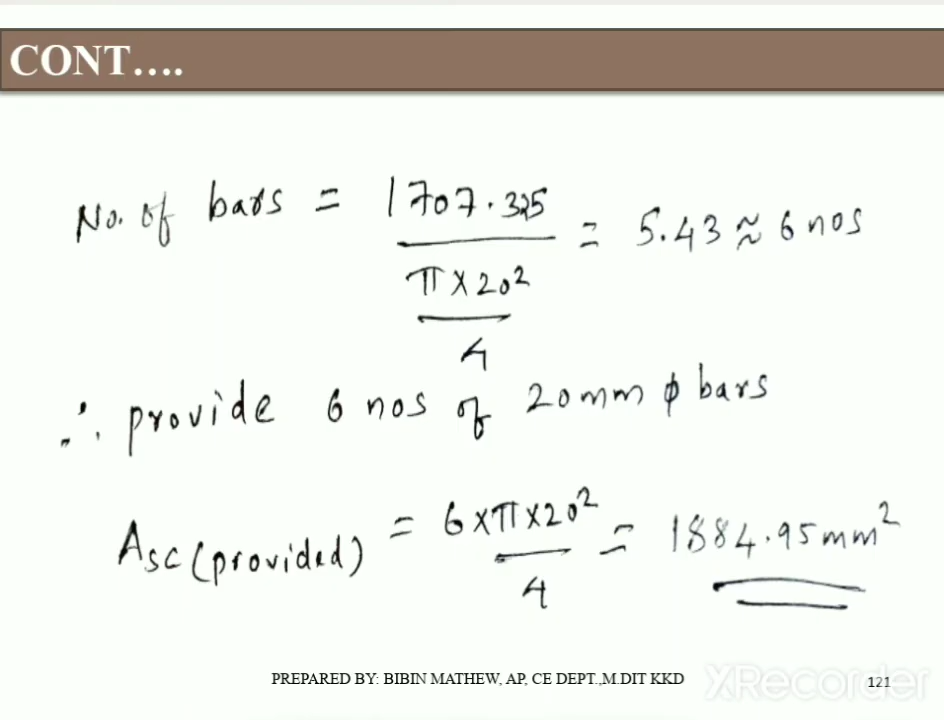 CONT....
No. of bars = 1707.325 / (π × 20² / 4) = 5.43 ≈ 6 nos
∴ provide 6 nos of 20mm ϕ bars
Asc (provided) = 6×π×20² / 4 = 1884.95 mm²
PREPARED BY: BIBIN MATHEW, AP, CE DEPT.,M.DIT KKD
XRecorder
121